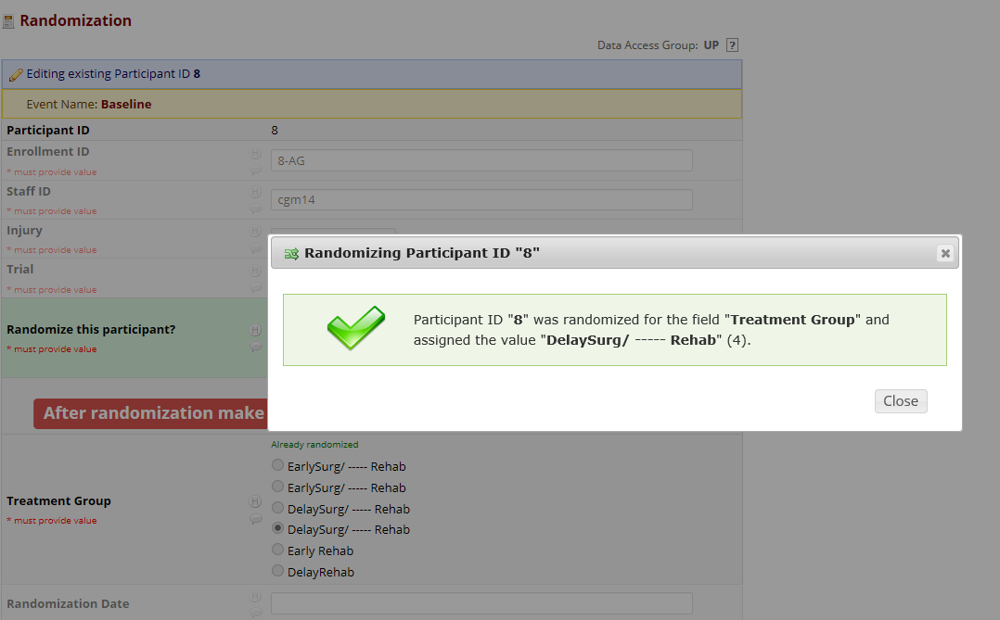 Randomization
Data Access Group: UP ?
Editing existing Participant ID 8
Event Name: Baseline
Participant ID 8
Enrollment ID H
* must provide value
8-AG
Staff ID H
* must provide value
cgm14
Injury H
* must provide value
Trial H
* must provide value
Randomize this participant? H
* must provide value
Randomizing Participant ID "8"
Participant ID "8" was randomized for the field "Treatment Group" and
assigned the value "DelaySurg/ ----- Rehab" (4).
Close
After randomization make
Already randomized
Treatment Group H
* must provide value
EarlySurg/ ----- Rehab
EarlySurg/ ----- Rehab
DelaySurg/ ----- Rehab
DelaySurg/ ----- Rehab
Early Rehab
DelayRehab
Randomization Date H